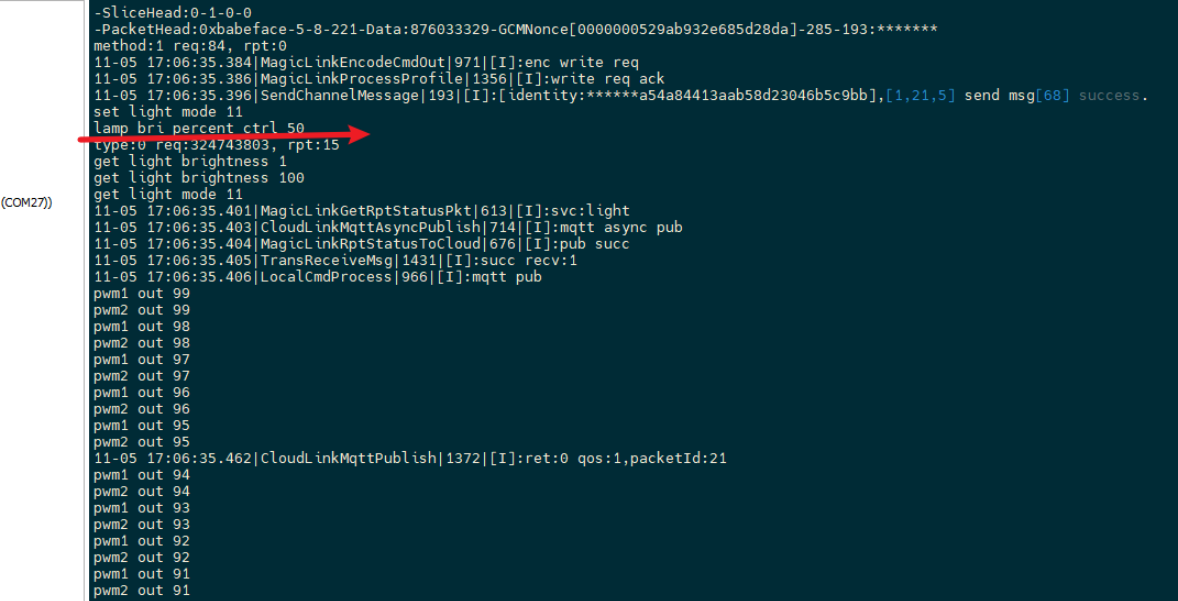 -SliceHead:0-1-0-0
-PacketHead:0xbabeface-5-8-221-Data:876033329-GCMNonce[0000000529ab932e685d28da]-285-193:*******
method:1 req:84, rpt:0
11-05 17:06:35.384|MagicLinkEncodeCmdOut|971|[I]:enc write req
11-05 17:06:35.386|MagicLinkProcessProfile|1356|[I]:write req ack
11-05 17:06:35.396|SendChannelMessage|193|[I]:[identity:******a54a84413aab58d23046b5c9bb],[1,21,5] send msg[68] success.
set light mode 11
lamp bri percent ctrl 50
type:0 req:324743803, rpt:15
get light brightness 1
get light brightness 100
get light mode 11
(COM27))
11-05 17:06:35.401|MagicLinkGetRptStatusPkt|613|[I]:svc:light
11-05 17:06:35.403|CloudLinkMqttAsyncPublish|714|[I]:mqtt async pub
11-05 17:06:35.404|MagicLinkRptStatusToCloud|676|[I]:pub succ
11-05 17:06:35.405|TransReceiveMsg|1431|[I]:succ recv:1
11-05 17:06:35.406|LocalCmdProcess|966|[I]:mqtt pub
pwm1 out 99
pwm2 out 99
pwm1 out 98
pwm2 out 98
pwm1 out 97
pwm2 out 97
pwm1 out 96
pwm2 out 96
pwm1 out 95
pwm2 out 95
11-05 17:06:35.462|CloudLinkMqttPublish|1372|[I]:ret:0 qos:1,packetId:21
pwm1 out 94
pwm2 out 94
pwm1 out 93
pwm2 out 93
pwm1 out 92
pwm2 out 92
pwm1 out 91
pwm2 out 91